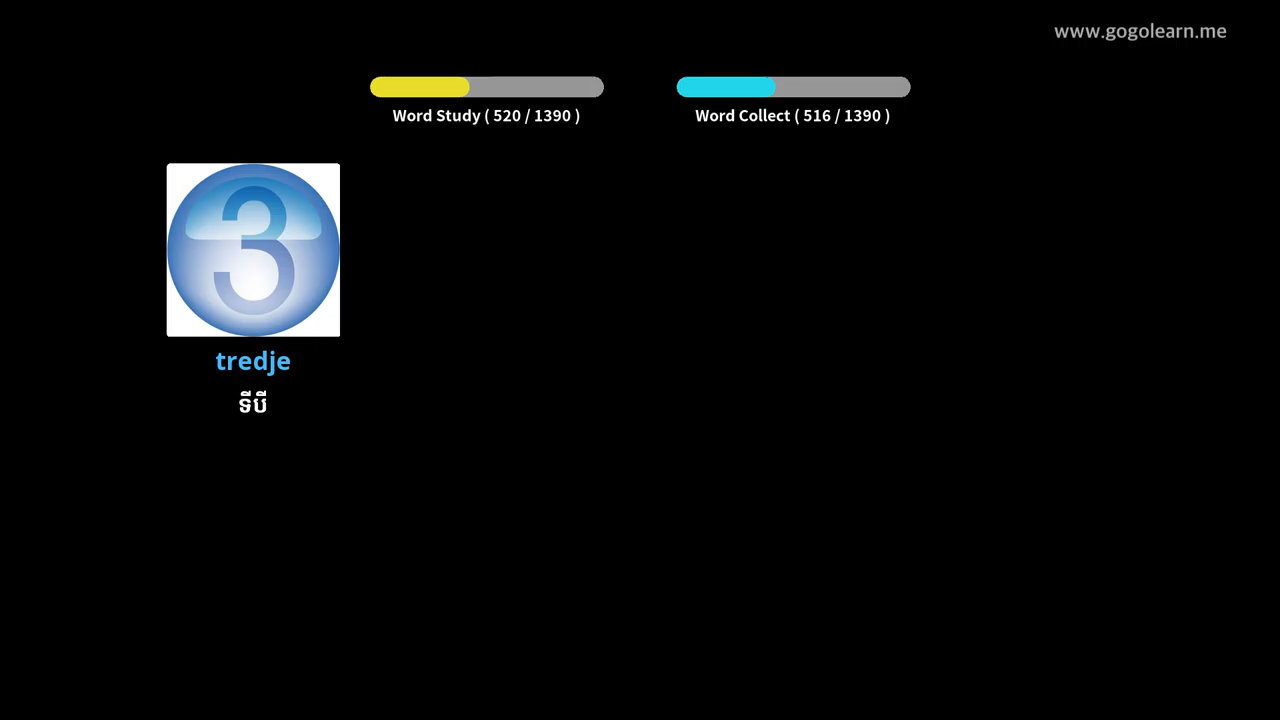 www.gogolearn.me
Word Study ( 520 / 1390 )
Word Collect ( 516 / 1390 )
3
tredje
ទីបី